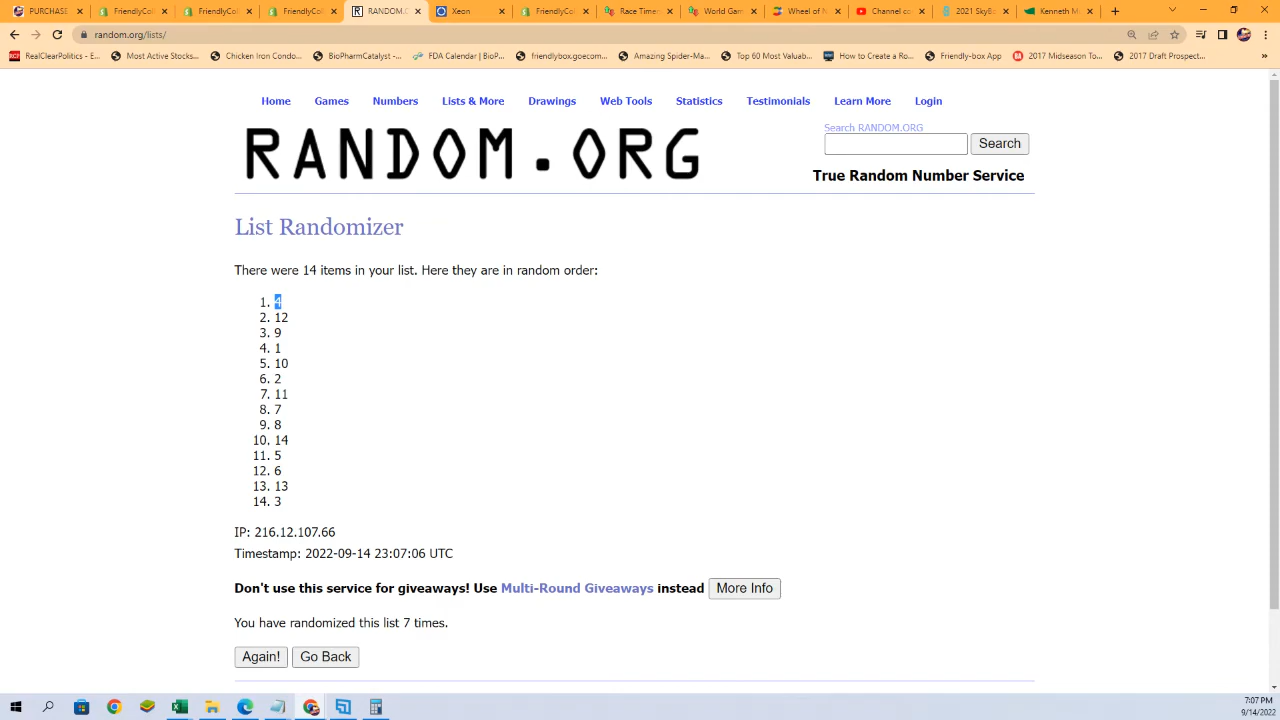 PURCHASE
FriendlyCol
FriendlyCol
FriendlyCol
RANDOM.C
Xeon
FriendlyCol
Race Timer
World Gam
Wheel of N
Channel co
2021 SkyBo
Kenneth M
random.org/lists/
RealClearPolitics - E...
Most Active Stocks...
Chicken Iron Condo...
BioPharmCatalyst -...
FDA Calendar | BioP...
friendlybox.goecom...
Amazing Spider-Ma...
Top 60 Most Valuab...
How to Create a Ro...
Friendly-box App
2017 Midseason To...
2017 Draft Prospect...
»
Home Games Numbers Lists & More Drawings Web Tools Statistics Testimonials Learn More Login
RANDOM.ORG
Search RANDOM.ORG
Search
True Random Number Service
List Randomizer
There were 14 items in your list. Here they are in random order:
1. 4
2. 12
3. 9
4. 1
5. 10
6. 2
7. 11
8. 7
9. 8
10. 14
11. 5
12. 6
13. 13
14. 3
IP: 216.12.107.66
Timestamp: 2022-09-14 23:07:06 UTC
Don't use this service for giveaways! Use Multi-Round Giveaways instead More Info
You have randomized this list 7 times.
Again! Go Back
7:07 PM
9/14/2022